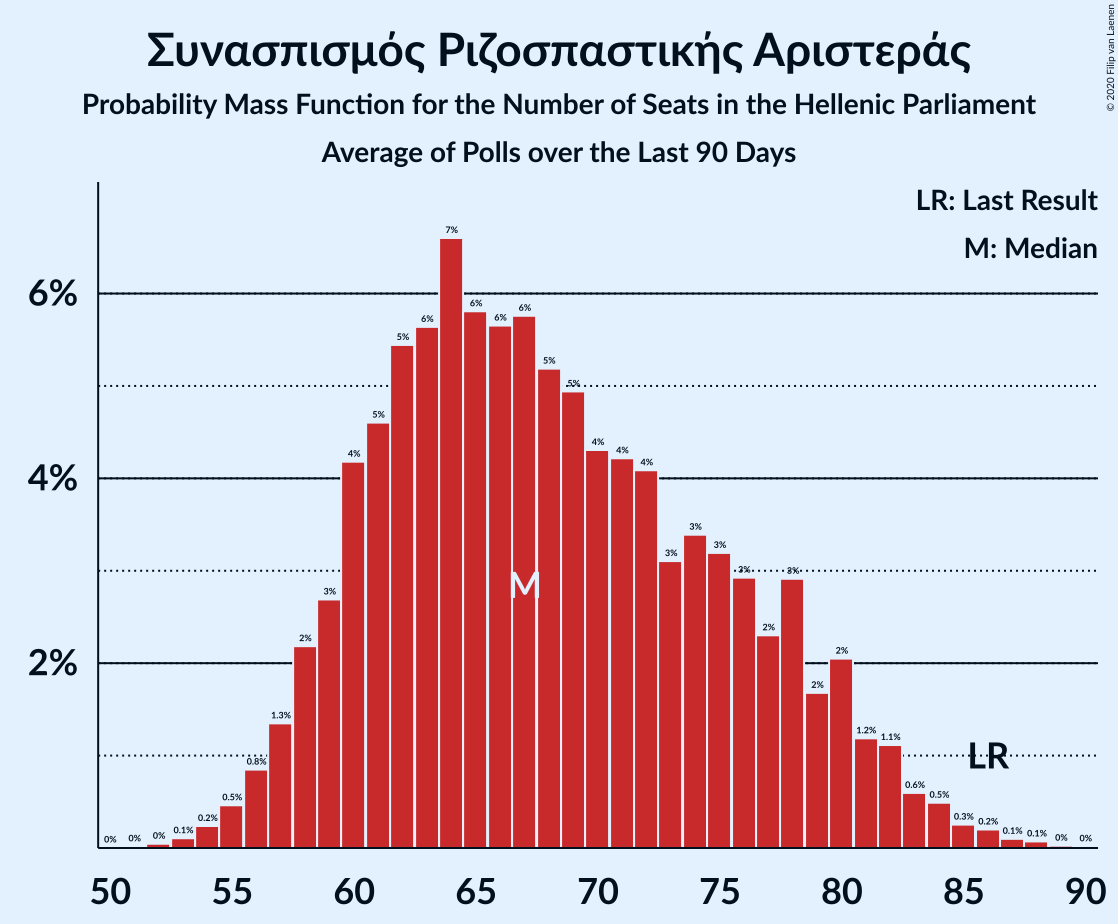 Συνασπισμός Ριζοσπαστικής Αριστεράς
Probability Mass Function for the Number of Seats in the Hellenic Parliament
Average of Polls over the Last 90 Days
© 2020 Filip van Laenen
LR: Last Result
M: Median
6%
4%
2%
0% 0% 0% 0.1% 0.2% 0.5% 0.8% 1.3% 2% 3% 4% 5% 5% 6% 7% 6% 6% 6% 5% 5% 4% 4% 4% 3% 3% 3% 3% 2% 3% 2% 2% 1.2% 1.1% 0.6% 0.5% 0.3% 0.2% 0.1% 0.1% 0% 0%
M
LR
50 55 60 65 70 75 80 85 90